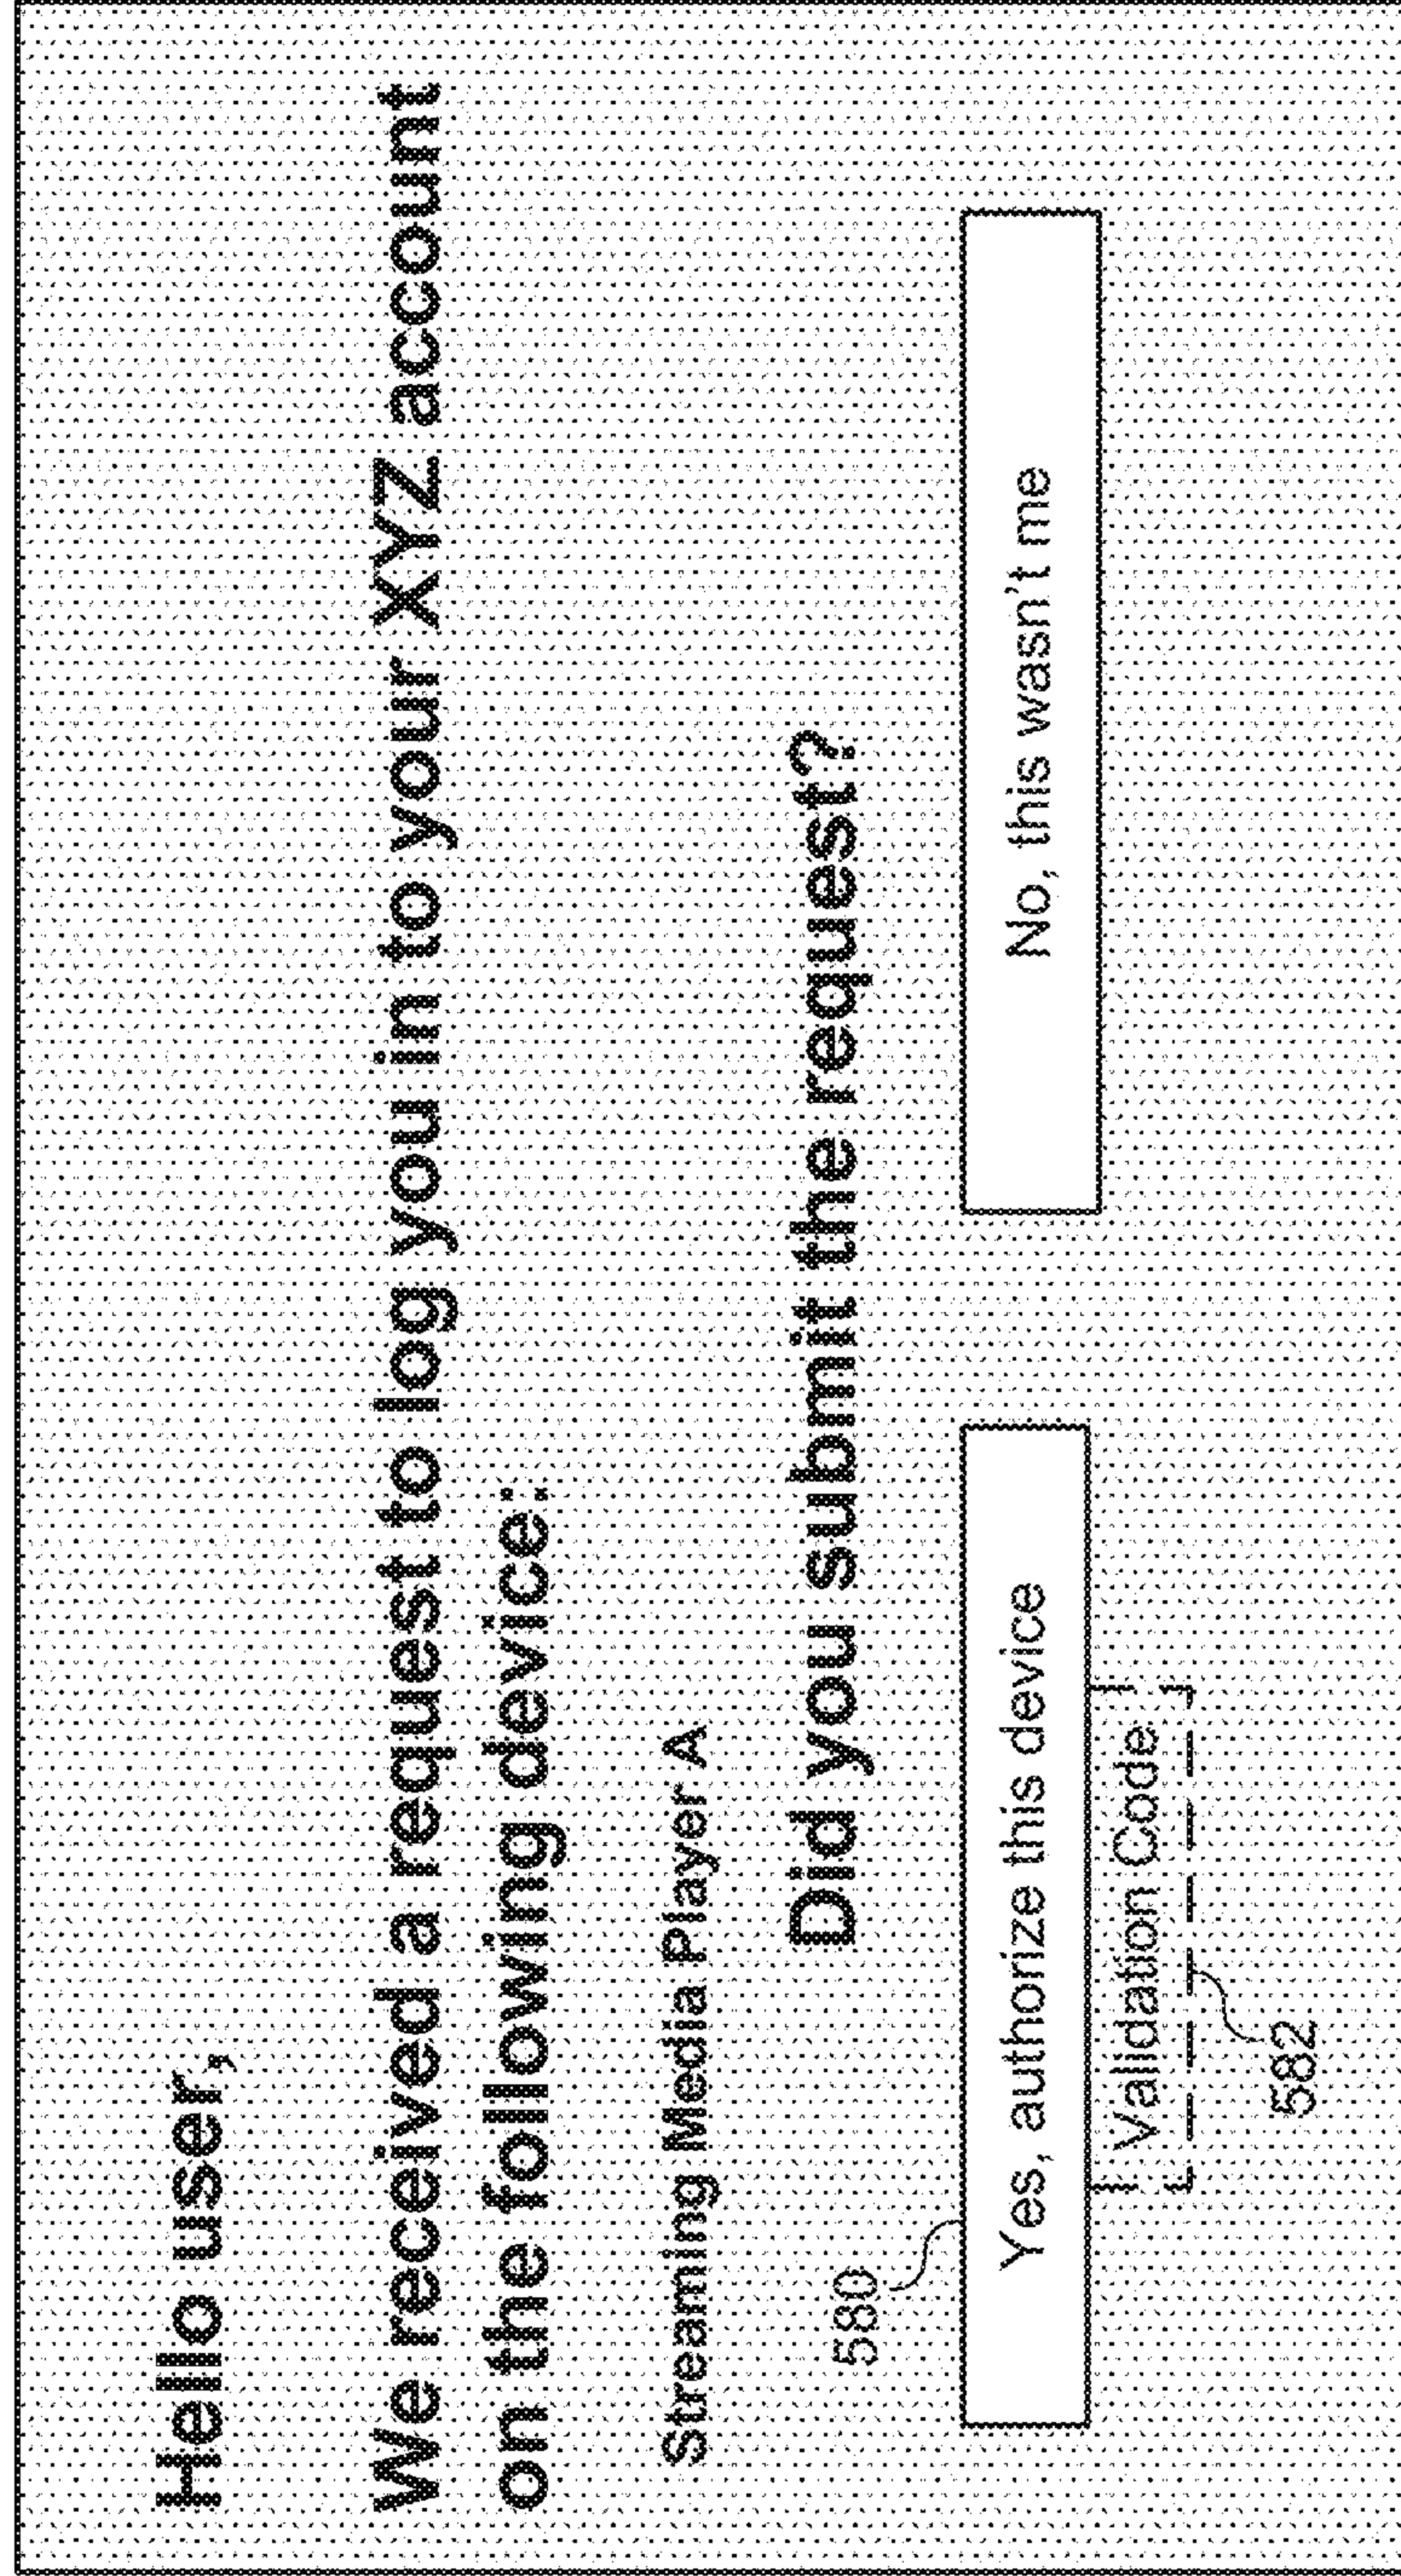 Hello user,
We received a request to log you in to your XYZ account
on the following device:
Streaming Media Player A
Did you submit the request?
580
Yes, authorize this device
No, this wasn't me
Validation Code
582